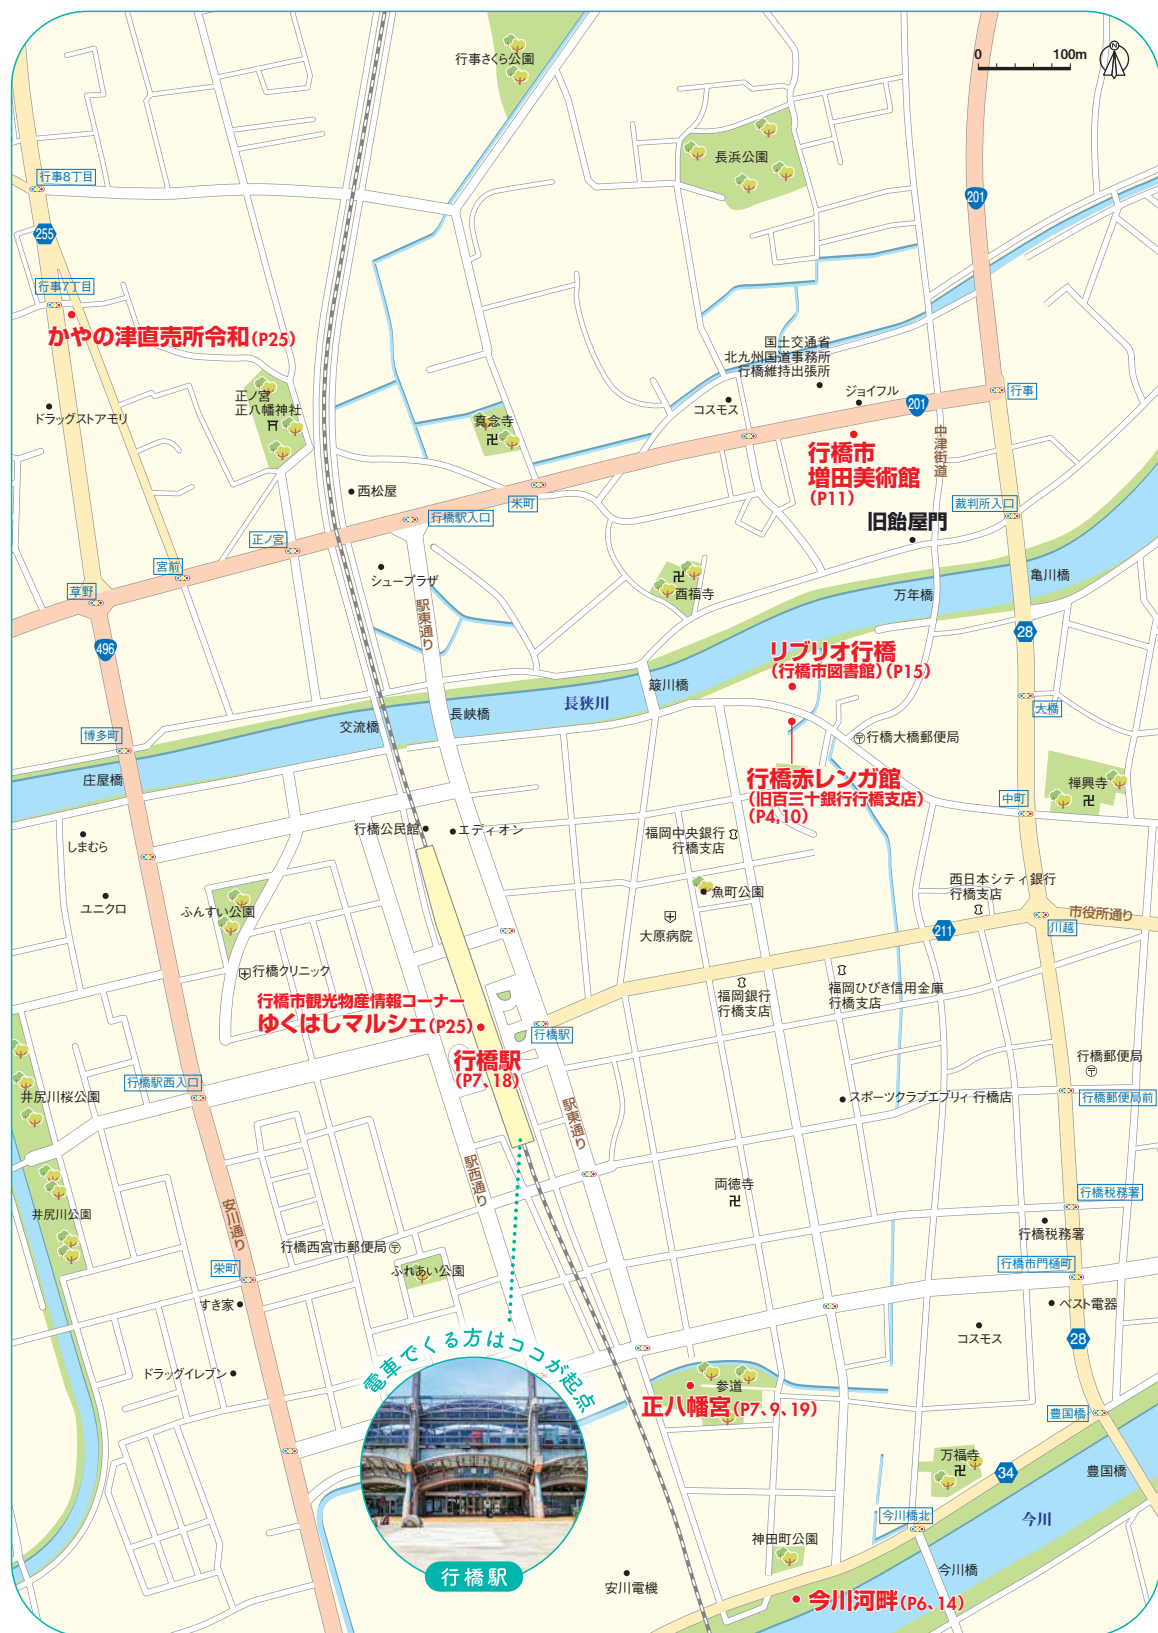 0 100m
N
行事さくら公園
長浜公園
行事8丁目
201
255
行事7丁目
かやの津直売所令和(P25)
国土交通省
北九州国道事務所
行橋維持出張所
ジョイフル
行事
正ノ宮
正八幡神社
コスモス
201
ドラッグストアモリ
真念寺
中津街道
行橋市
増田美術館
(P11)
西松屋
米町
行橋駅入口
裁判所入口
旧飴屋門
正ノ宮
宮前
シュープラザ
亀川橋
草野
酉福寺
万年橋
駅東通り
28
496
リブリオ行橋
(行橋市図書館)(P15)
簸川橋
長狭川
大橋
長峡橋
交流橋
博多町
行橋大橋郵便局
庄屋橋
行橋赤レンガ館
(旧百三十銀行行橋支店)
(P4,10)
禅興寺
中町
行橋公民館
エディオン
福岡中央銀行
行橋支店
しまむら
西日本シティ銀行
行橋支店
魚町公園
ユニクロ
ふんすい公園
市役所通り
川越
211
大原病院
行橋クリニック
福岡ひびき信用金庫
行橋支店
福岡銀行
行橋支店
行橋市観光物産情報コーナー
ゆくはしマルシェ(P25)
行橋駅
行橋駅
(P7、18)
行橋郵便局
行橋駅西入口
井尻川桜公園
スポーツクラブエブリィ 行橋店
行橋郵便局前
駅東通り
駅西通り
両徳寺
行橋税務署
井尻川公園
安川通り
行橋税務署
行橋西宮市郵便局
行橋市門樋町
栄町
ふれあい公園
すき家
ベスト電器
コスモス
28
電車でくる方はココが起点
ドラッグイレブン
参道
正八幡宮(P7、9、19)
豊国橋
万福寺
34
豊国橋
今川橋北
今川
神田町公園
行橋駅
安川電機
今川橋
今川河畔(P6、14)